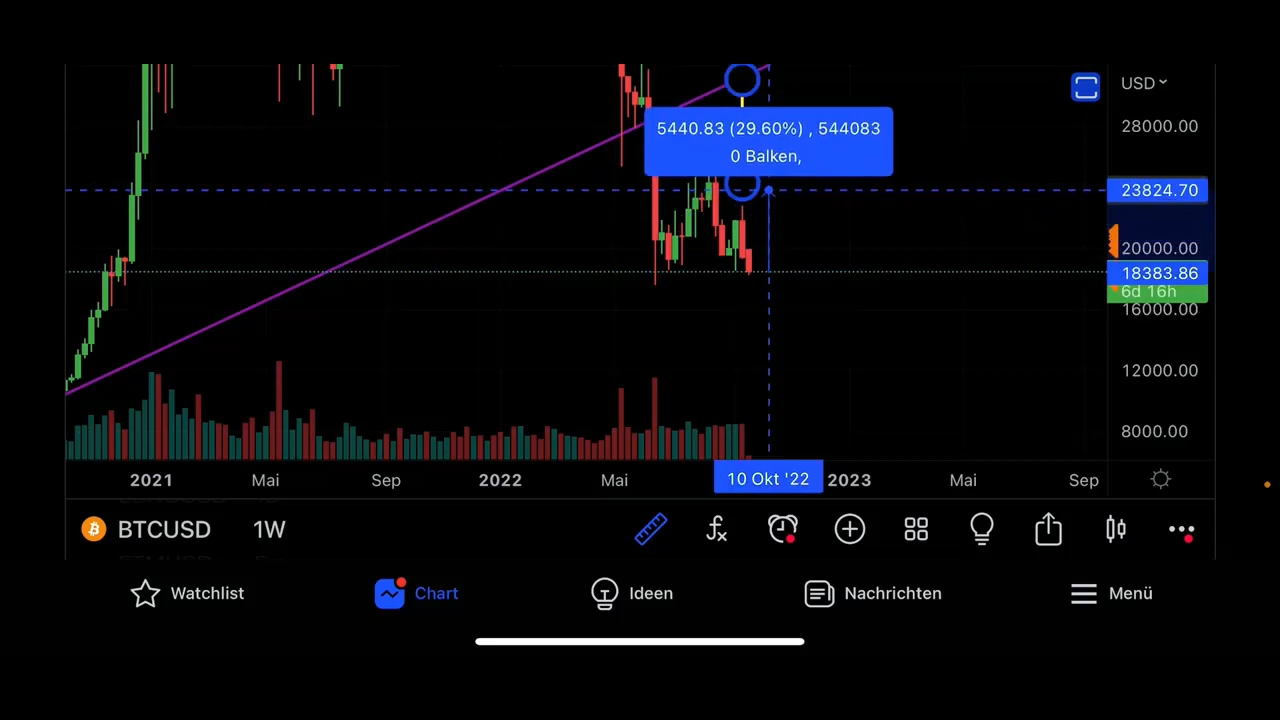 USD
28000.00
5440.83 (29.60%) , 544083
0 Balken,
23824.70
20000.00
18383.86
6d 16h
16000.00
12000.00
8000.00
2021 Mai Sep 2022 Mai 10 Okt '22 2023 Mai Sep
BTCUSD 1W
Watchlist Chart Ideen Nachrichten Menü